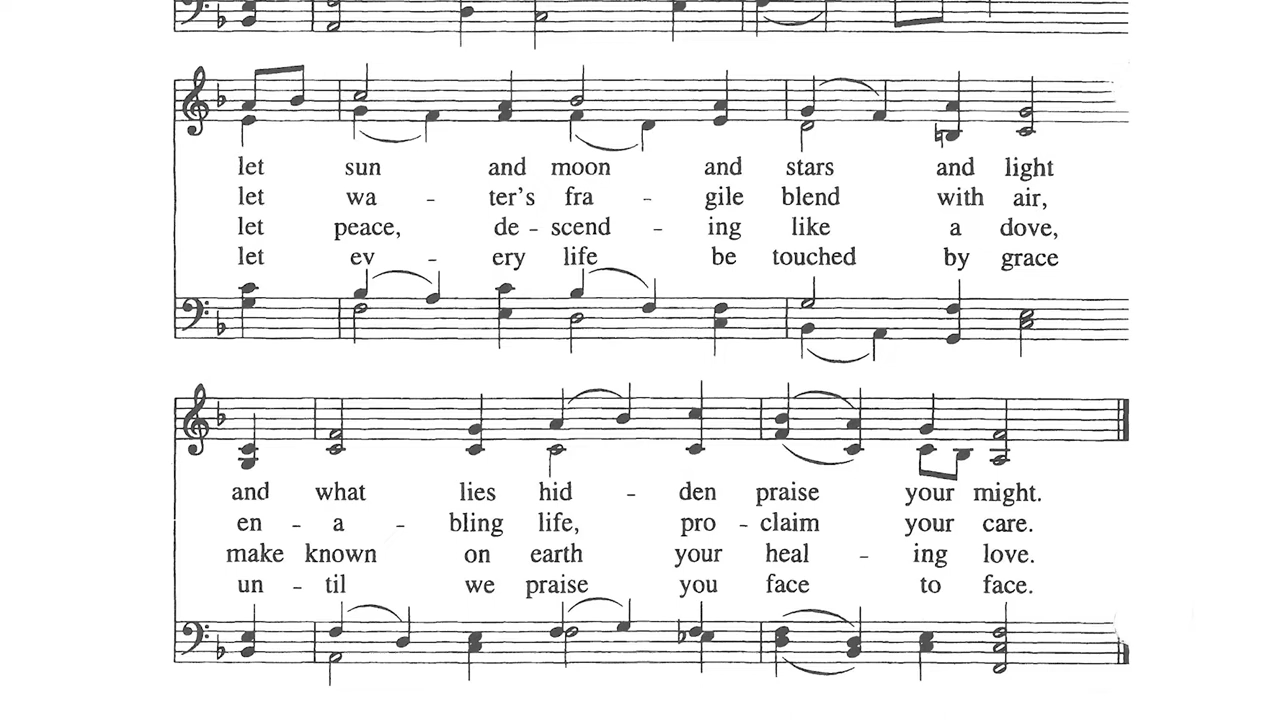 let sun and moon and stars and light
let wa - ter's fra - gile blend with air,
let peace, de - scend - ing like a dove,
let ev - ery life be touched by grace
and what lies hid - den praise your might.
en - a - bling life, pro - claim your care.
make known on earth your heal - ing love.
un - til we praise you face to face.